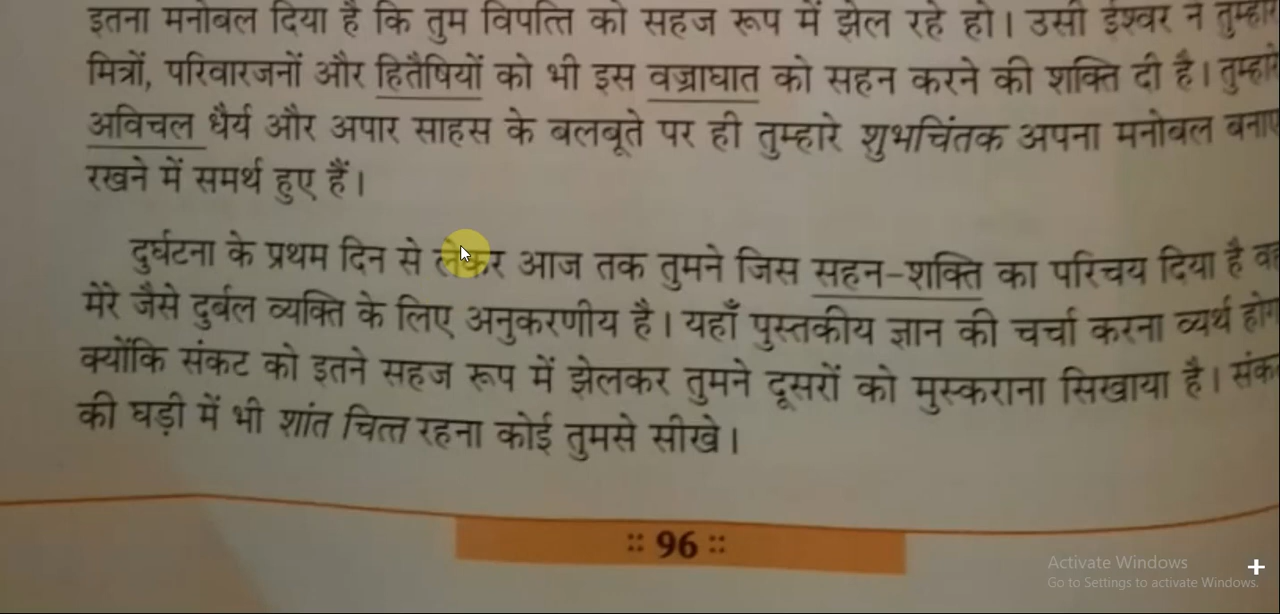 इतना मनोबल दिया है कि तुम विपत्ति को सहज रूप में झेल रहे हो। उसी ईश्वर ने
मित्रों, परिवारजनों और हितैषियों को भी इस वज्राघात को सहन करने की शक्ति दी है।
अविचल धैर्य और अपार साहस के बलबूते पर ही तुम्हारे शुभचिंतक अपना मनोबल
रखने में समर्थ हुए हैं।
दुर्घटना के प्रथम दिन से लेकर आज तक तुमने जिस सहन-शक्ति का परिचय दिया है
मेरे जैसे दुर्बल व्यक्ति के लिए अनुकरणीय है। यहाँ पुस्तकीय ज्ञान की चर्चा करना व्यर्थ
क्योंकि संकट को इतने सहज रूप में झेलकर तुमने दूसरों को मुस्कराना सिखाया है।
की घड़ी में भी शांत चित्त रहना कोई तुमसे सीखे।
:: 96 ::
Activate Windows
Go to Settings to activate Windows.